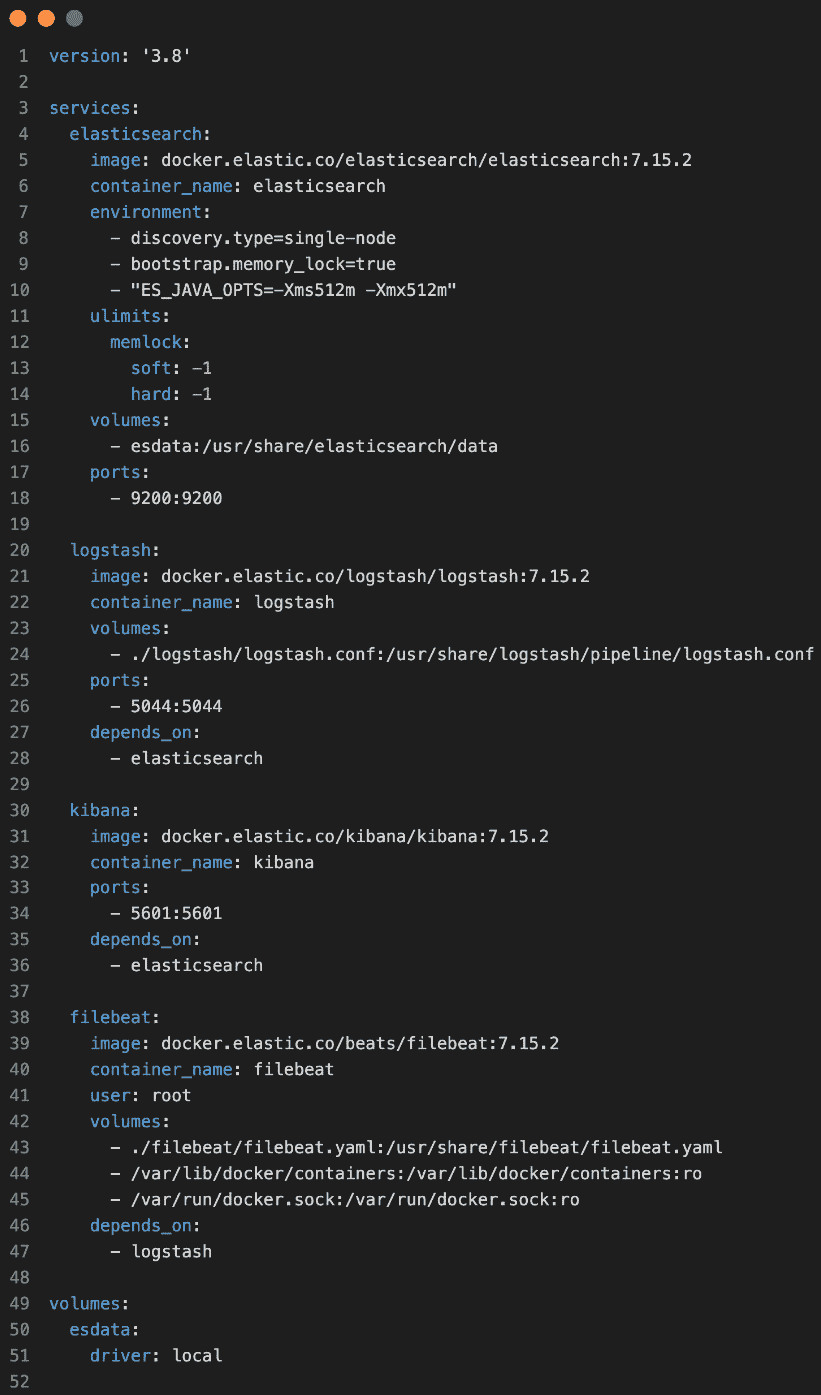 1 version: '3.8'
2
3 services:
4   elasticsearch:
5     image: docker.elastic.co/elasticsearch/elasticsearch:7.15.2
6     container_name: elasticsearch
7     environment:
8       - discovery.type=single-node
9       - bootstrap.memory_lock=true
10       - "ES_JAVA_OPTS=-Xms512m -Xmx512m"
11     ulimits:
12       memlock:
13         soft: -1
14         hard: -1
15     volumes:
16       - esdata:/usr/share/elasticsearch/data
17     ports:
18       - 9200:9200
19
20   logstash:
21     image: docker.elastic.co/logstash/logstash:7.15.2
22     container_name: logstash
23     volumes:
24       - ./logstash/logstash.conf:/usr/share/logstash/pipeline/logstash.conf
25     ports:
26       - 5044:5044
27     depends_on:
28       - elasticsearch
29
30   kibana:
31     image: docker.elastic.co/kibana/kibana:7.15.2
32     container_name: kibana
33     ports:
34       - 5601:5601
35     depends_on:
36       - elasticsearch
37
38   filebeat:
39     image: docker.elastic.co/beats/filebeat:7.15.2
40     container_name: filebeat
41     user: root
42     volumes:
43       - ./filebeat/filebeat.yaml:/usr/share/filebeat/filebeat.yaml
44       - /var/lib/docker/containers:/var/lib/docker/containers:ro
45       - /var/run/docker.sock:/var/run/docker.sock:ro
46     depends_on:
47       - logstash
48
49 volumes:
50   esdata:
51     driver: local
52